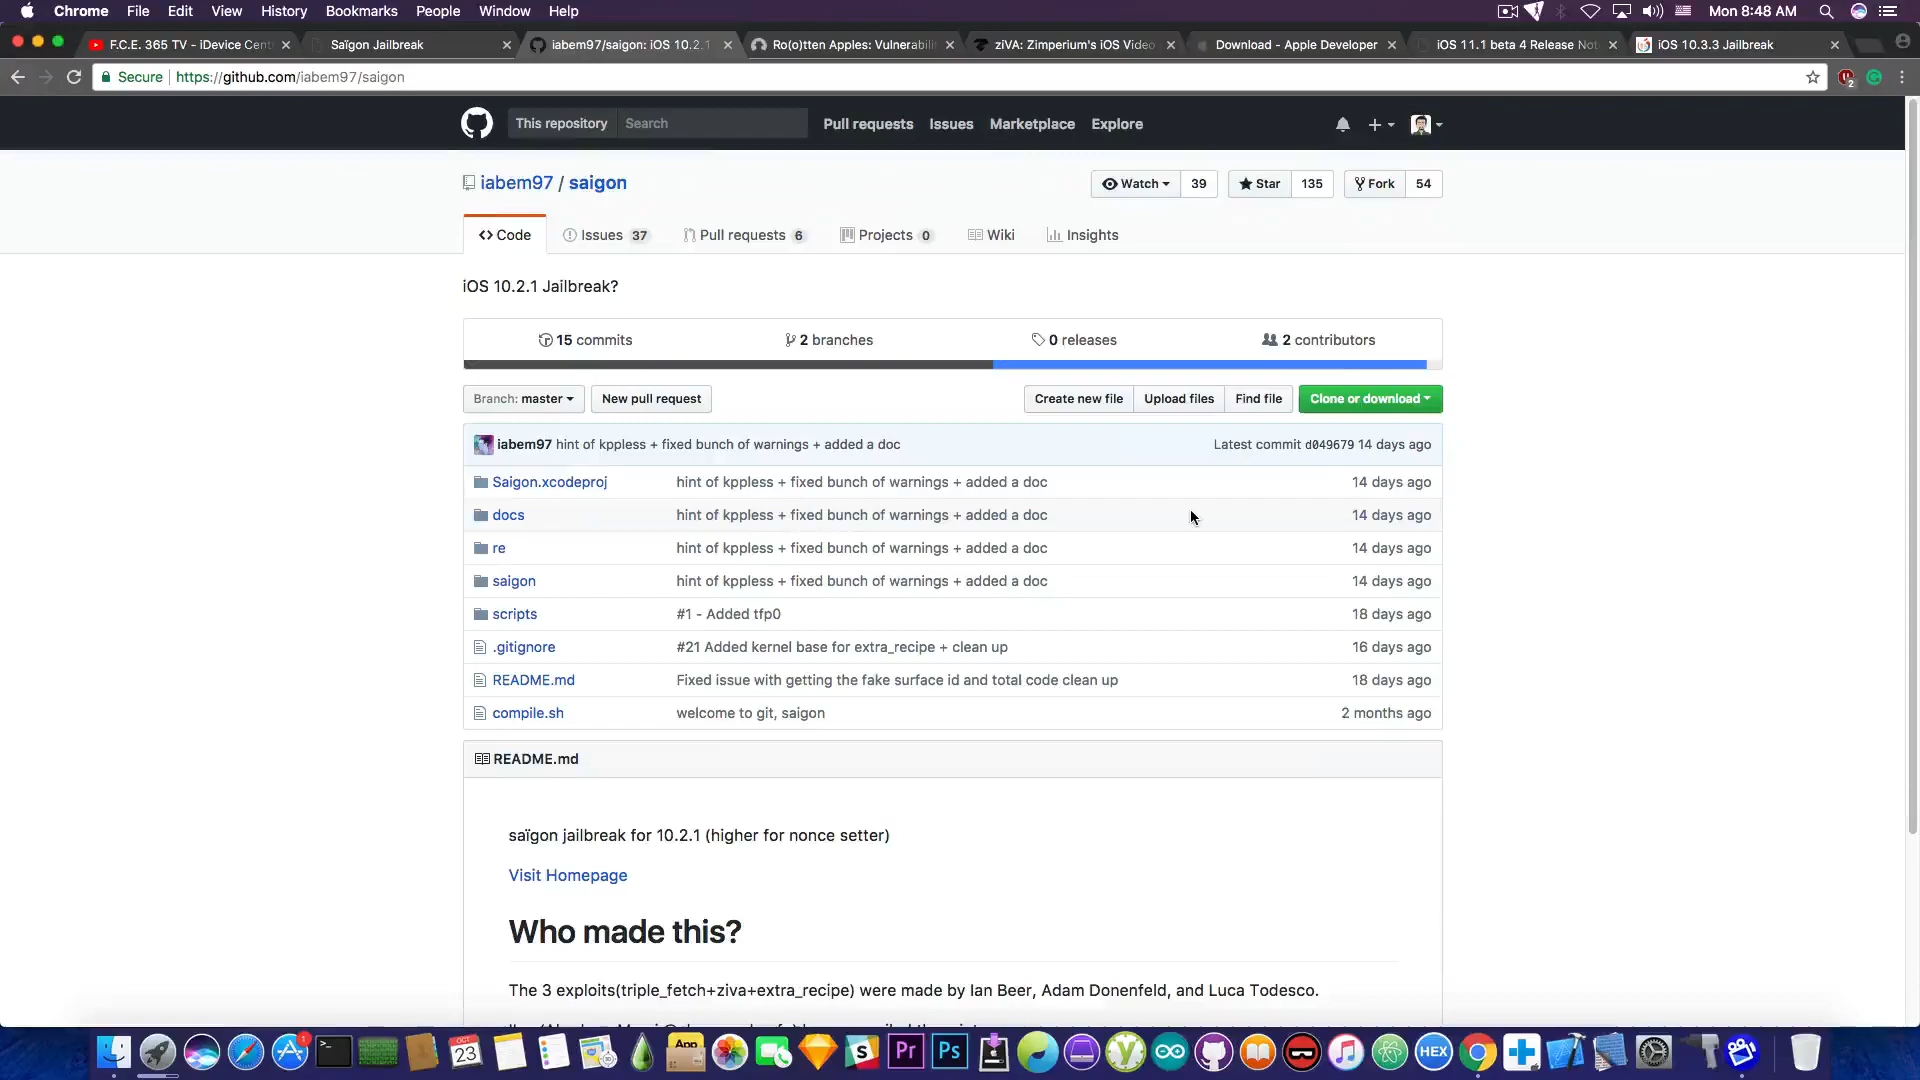 Chrome File Edit View History Bookmarks People Window Help Mon 8:48 AM
F.C.E. 365 TV - iDevice Cent Saïgon Jailbreak iabem97/saigon: iOS 10.2.1 Ro(o)tten Apples: Vulnerabili ziVA: Zimperium's iOS Video Download - Apple Developer iOS 11.1 beta 4 Release Not iOS 10.3.3 Jailbreak
Secure https://github.com/iabem97/saigon 2
This repository Search Pull requests Issues Marketplace Explore
iabem97 / saigon Watch 39 Star 135 Fork 54
Code Issues 37 Pull requests 6 Projects 0 Wiki Insights
iOS 10.2.1 Jailbreak?
15 commits 2 branches 0 releases 2 contributors
Branch: master New pull request Create new file Upload files Find file Clone or download
iabem97 hint of kppless + fixed bunch of warnings + added a doc Latest commit d049679 14 days ago
Saigon.xcodeproj hint of kppless + fixed bunch of warnings + added a doc 14 days ago
docs hint of kppless + fixed bunch of warnings + added a doc 14 days ago
re hint of kppless + fixed bunch of warnings + added a doc 14 days ago
saigon hint of kppless + fixed bunch of warnings + added a doc 14 days ago
scripts #1 - Added tfp0 18 days ago
.gitignore #21 Added kernel base for extra_recipe + clean up 16 days ago
README.md Fixed issue with getting the fake surface id and total code clean up 18 days ago
compile.sh welcome to git, saigon 2 months ago
README.md
saïgon jailbreak for 10.2.1 (higher for nonce setter)
Visit Homepage
Who made this?
The 3 exploits(triple_fetch+ziva+extra_recipe) were made by Ian Beer, Adam Donenfeld, and Luca Todesco.
1 OCT 23 App S Pr Ps y HEX